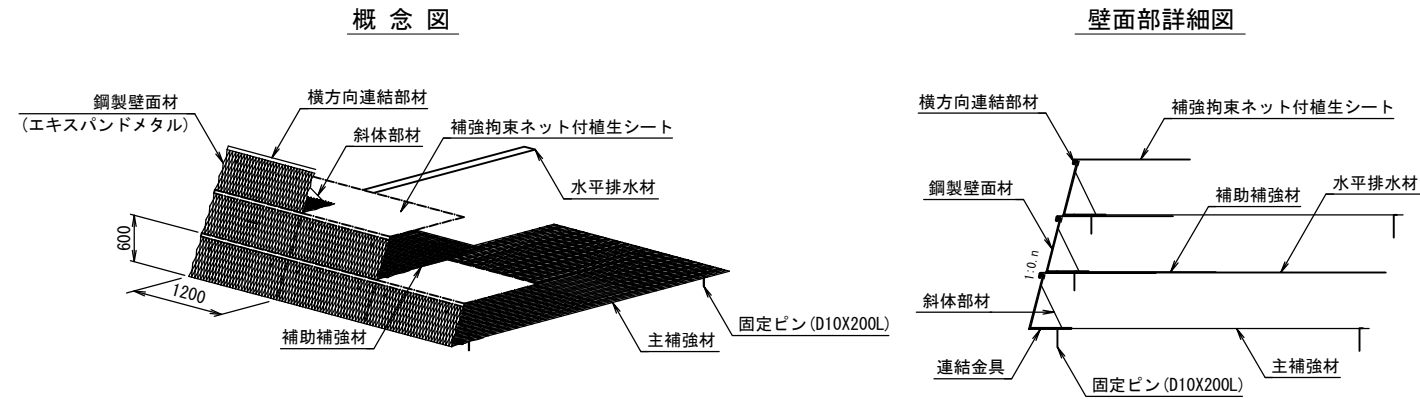 概 念 図
鋼製壁面材
(エキスパンドメタル)
横方向連結部材
斜体部材
補強拘束ネット付植生シート
水平排水材
600
1200
補助補強材
主補強材
固定ピン(D10X200L)
壁面部詳細図
横方向連結部材
補強拘束ネット付植生シート
鋼製壁面材
補助補強材
水平排水材
1:0.n
斜体部材
連結金具
固定ピン(D10X200L)
主補強材